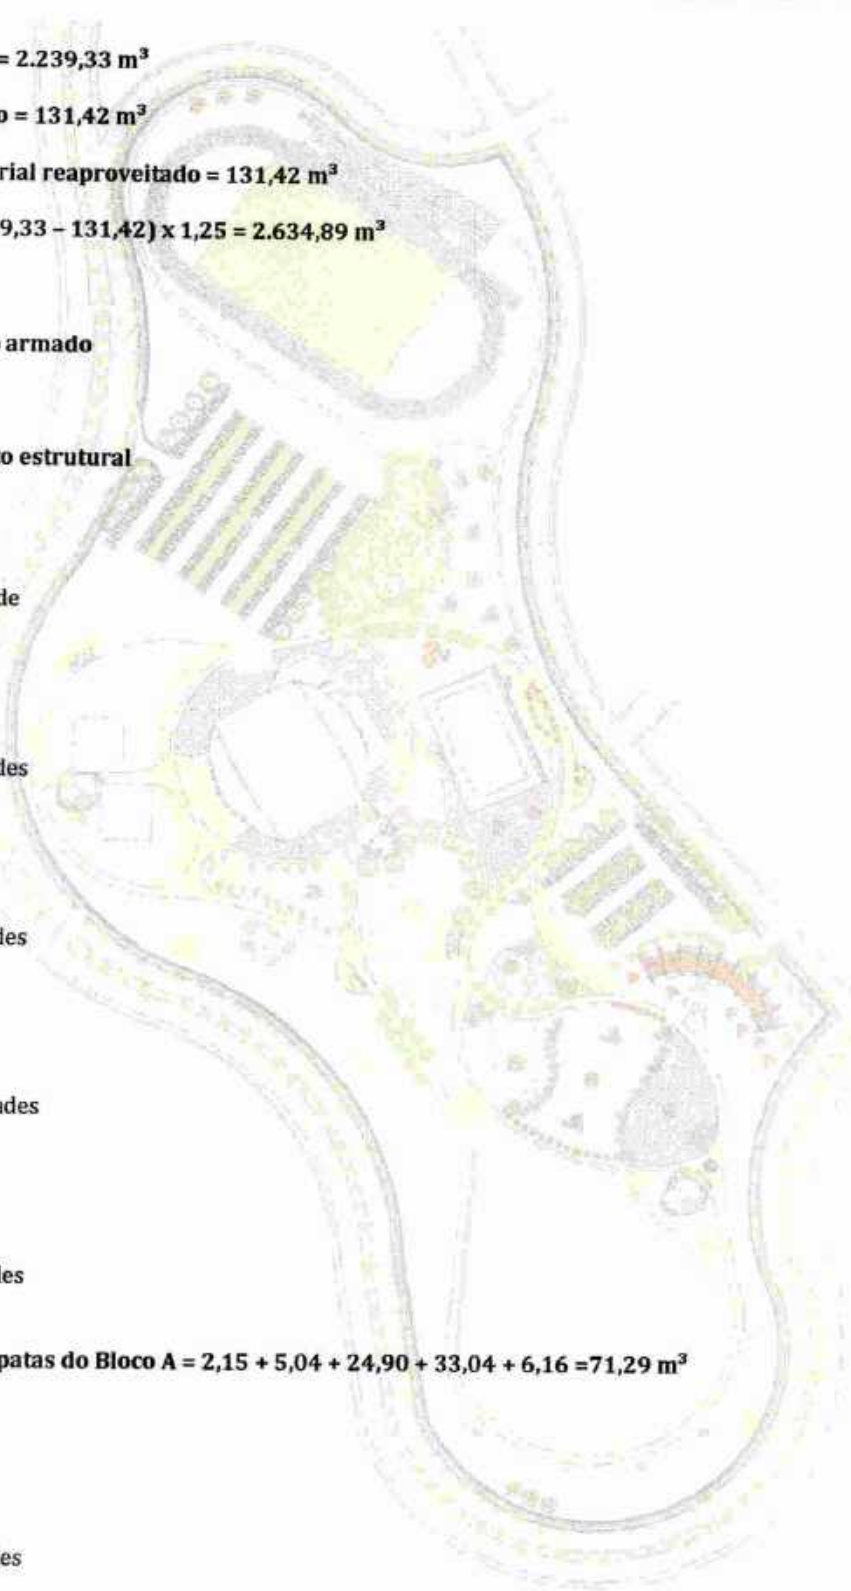 = 2.239,33 m³
o = 131,42 m³
rial reaproveitado = 131,42 m³
9,33 – 131,42) x 1,25 = 2.634,89 m³
armado
o estrutural
de
des
des
ades
des
patas do Bloco A = 2,15 + 5,04 + 24,90 + 33,04 + 6,16 =71,29 m³
es